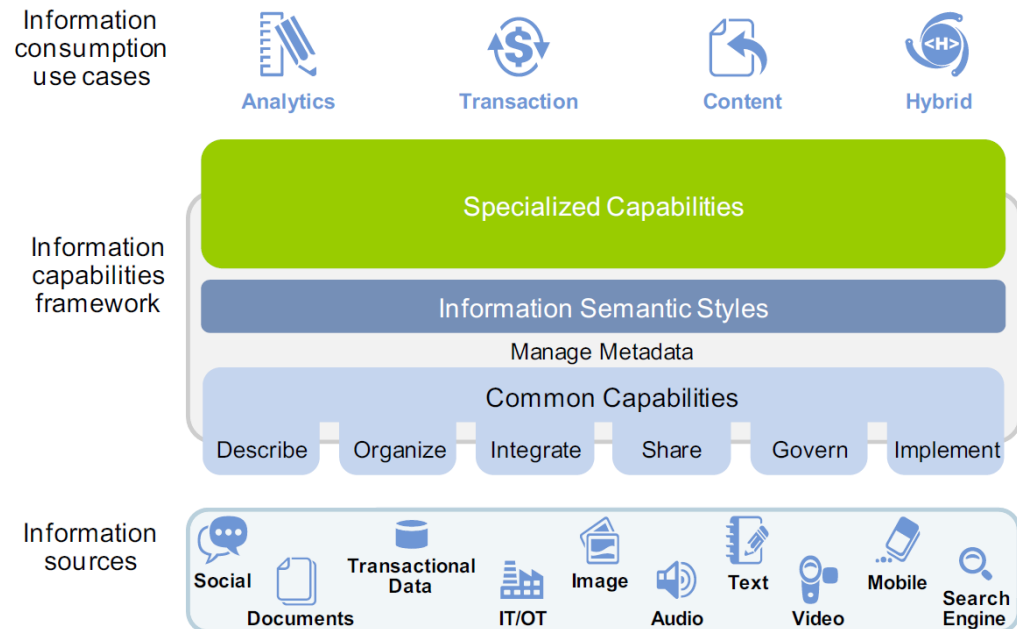 Information
consumption
use cases
Analytics
Transaction
Content
<H>
Hybrid
Specialized Capabilities
Information
capabilities
framework
Information Semantic Styles
Manage Metadata
Common Capabilities
Describe
Organize
Integrate
Share
Govern
Implement
Information
sources
Social
Documents
Transactional
Data
IT/OT
Image
Audio
Text
Video
Mobile
Search
Engine